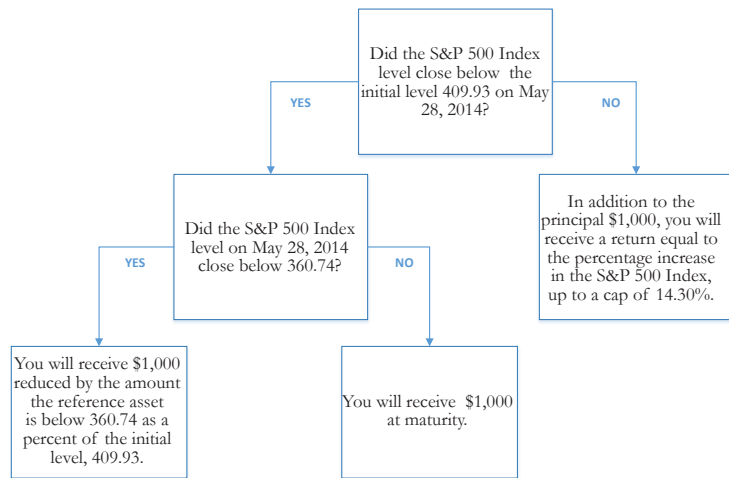 Did the S&P 500 Index
level close below the
initial level 409.93 on May
28, 2014?
YES
NO
Did the S&P 500 Index
level on May 28, 2014
close below 360.74?
In addition to the
principal $1,000, you will
receive a return equal to
the percentage increase
in the S&P 500 Index,
up to a cap of 14.30%.
YES
NO
You will receive $1,000
reduced by the amount
the reference asset
is below 360.74 as a
percent of the initial
level, 409.93.
You will receive $1,000
at maturity.